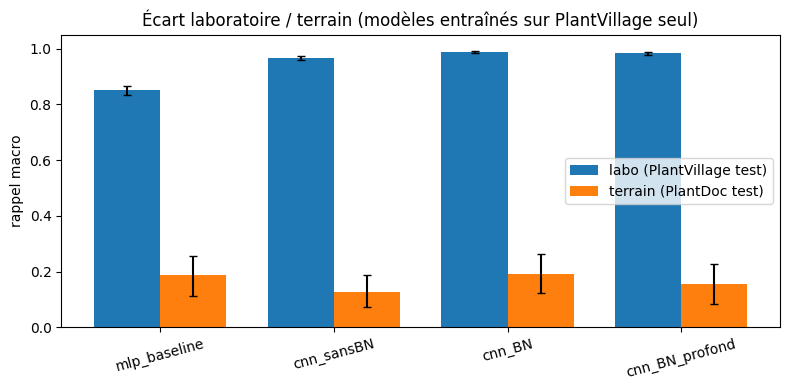 Écart laboratoire / terrain (modèles entraînés sur PlantVillage seul)
rappel macro
1.0
0.8
0.6
0.4
0.2
0.0
labo (PlantVillage test)
terrain (PlantDoc test)
mlp_baseline
cnn_sansBN
cnn_BN
cnn_BN_profond